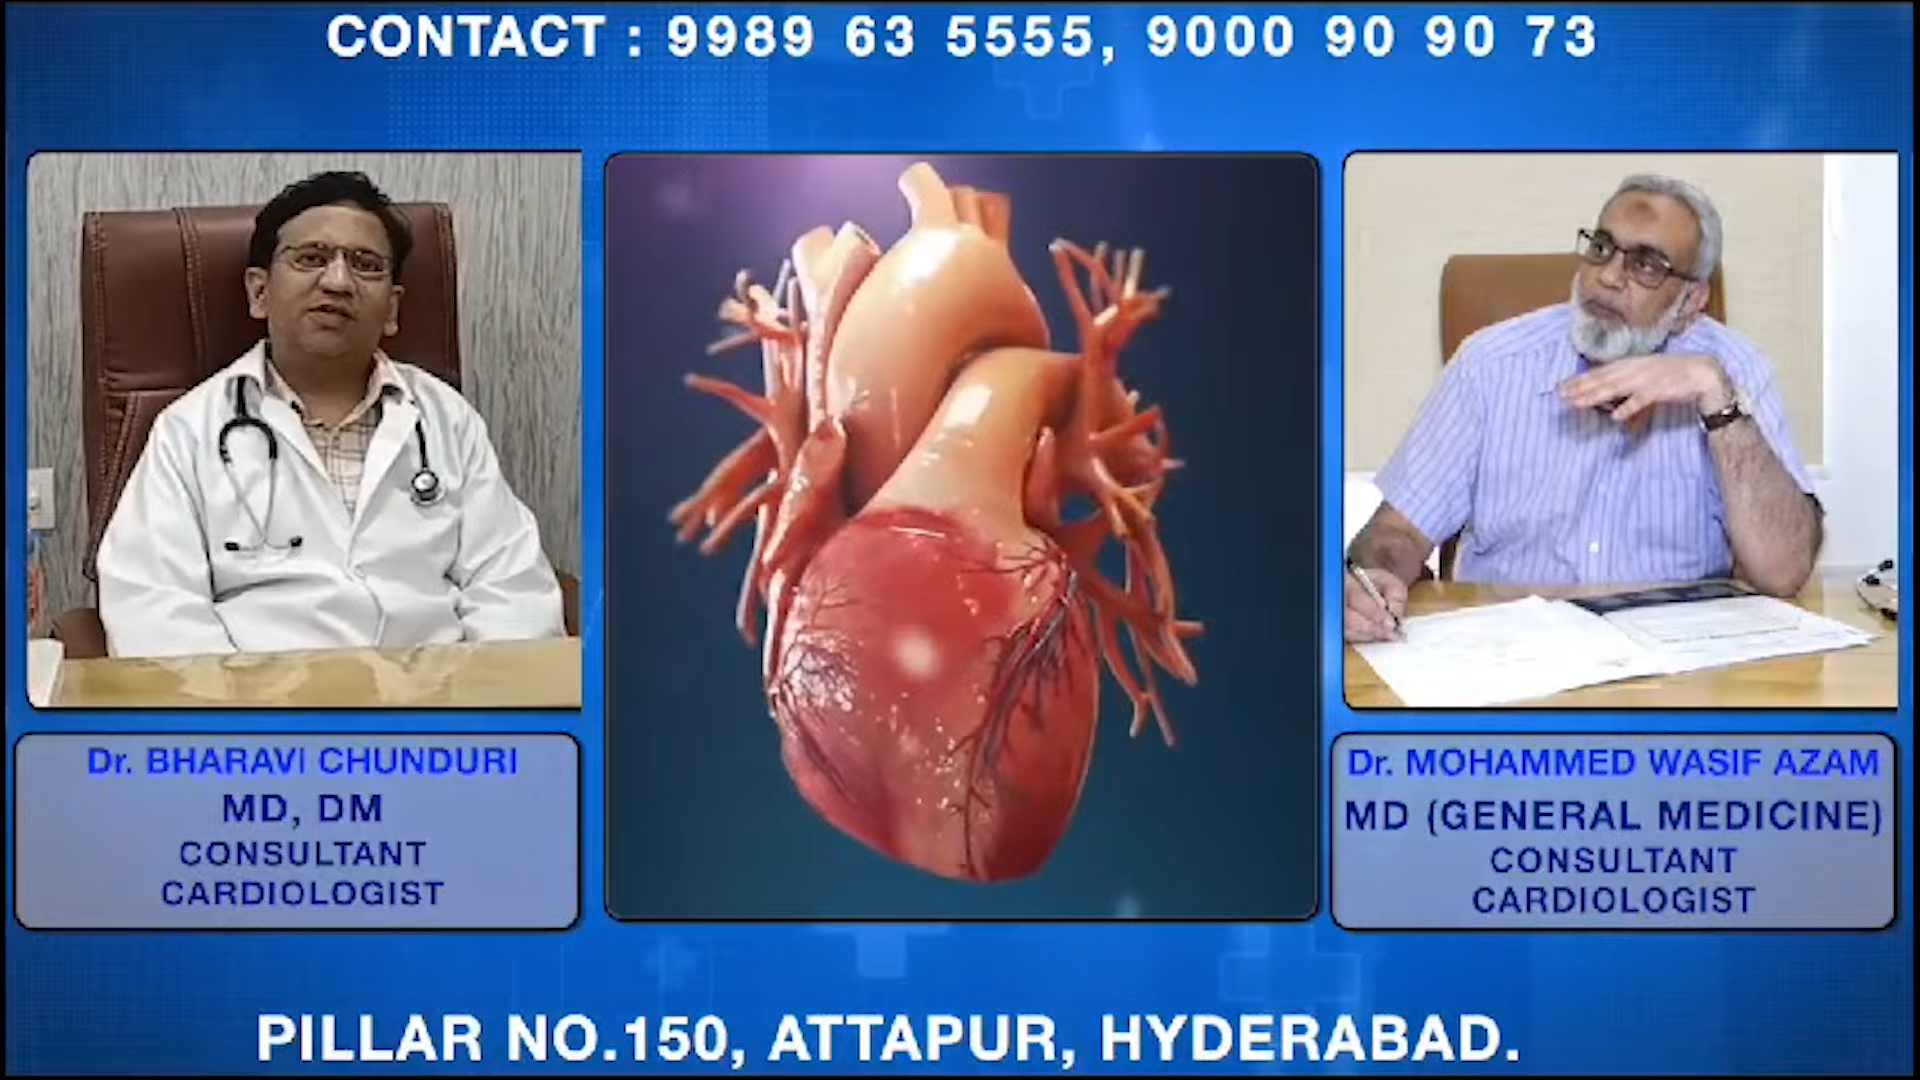 CONTACT : 9989 63 5555, 9000 90 90 73
Dr. BHARAVI CHUNDURI
MD, DM
CONSULTANT
CARDIOLOGIST
Dr. MOHAMMED WASIF AZAM
MD (GENERAL MEDICINE)
CONSULTANT
CARDIOLOGIST
PILLAR NO.150, ATTAPUR, HYDERABAD.